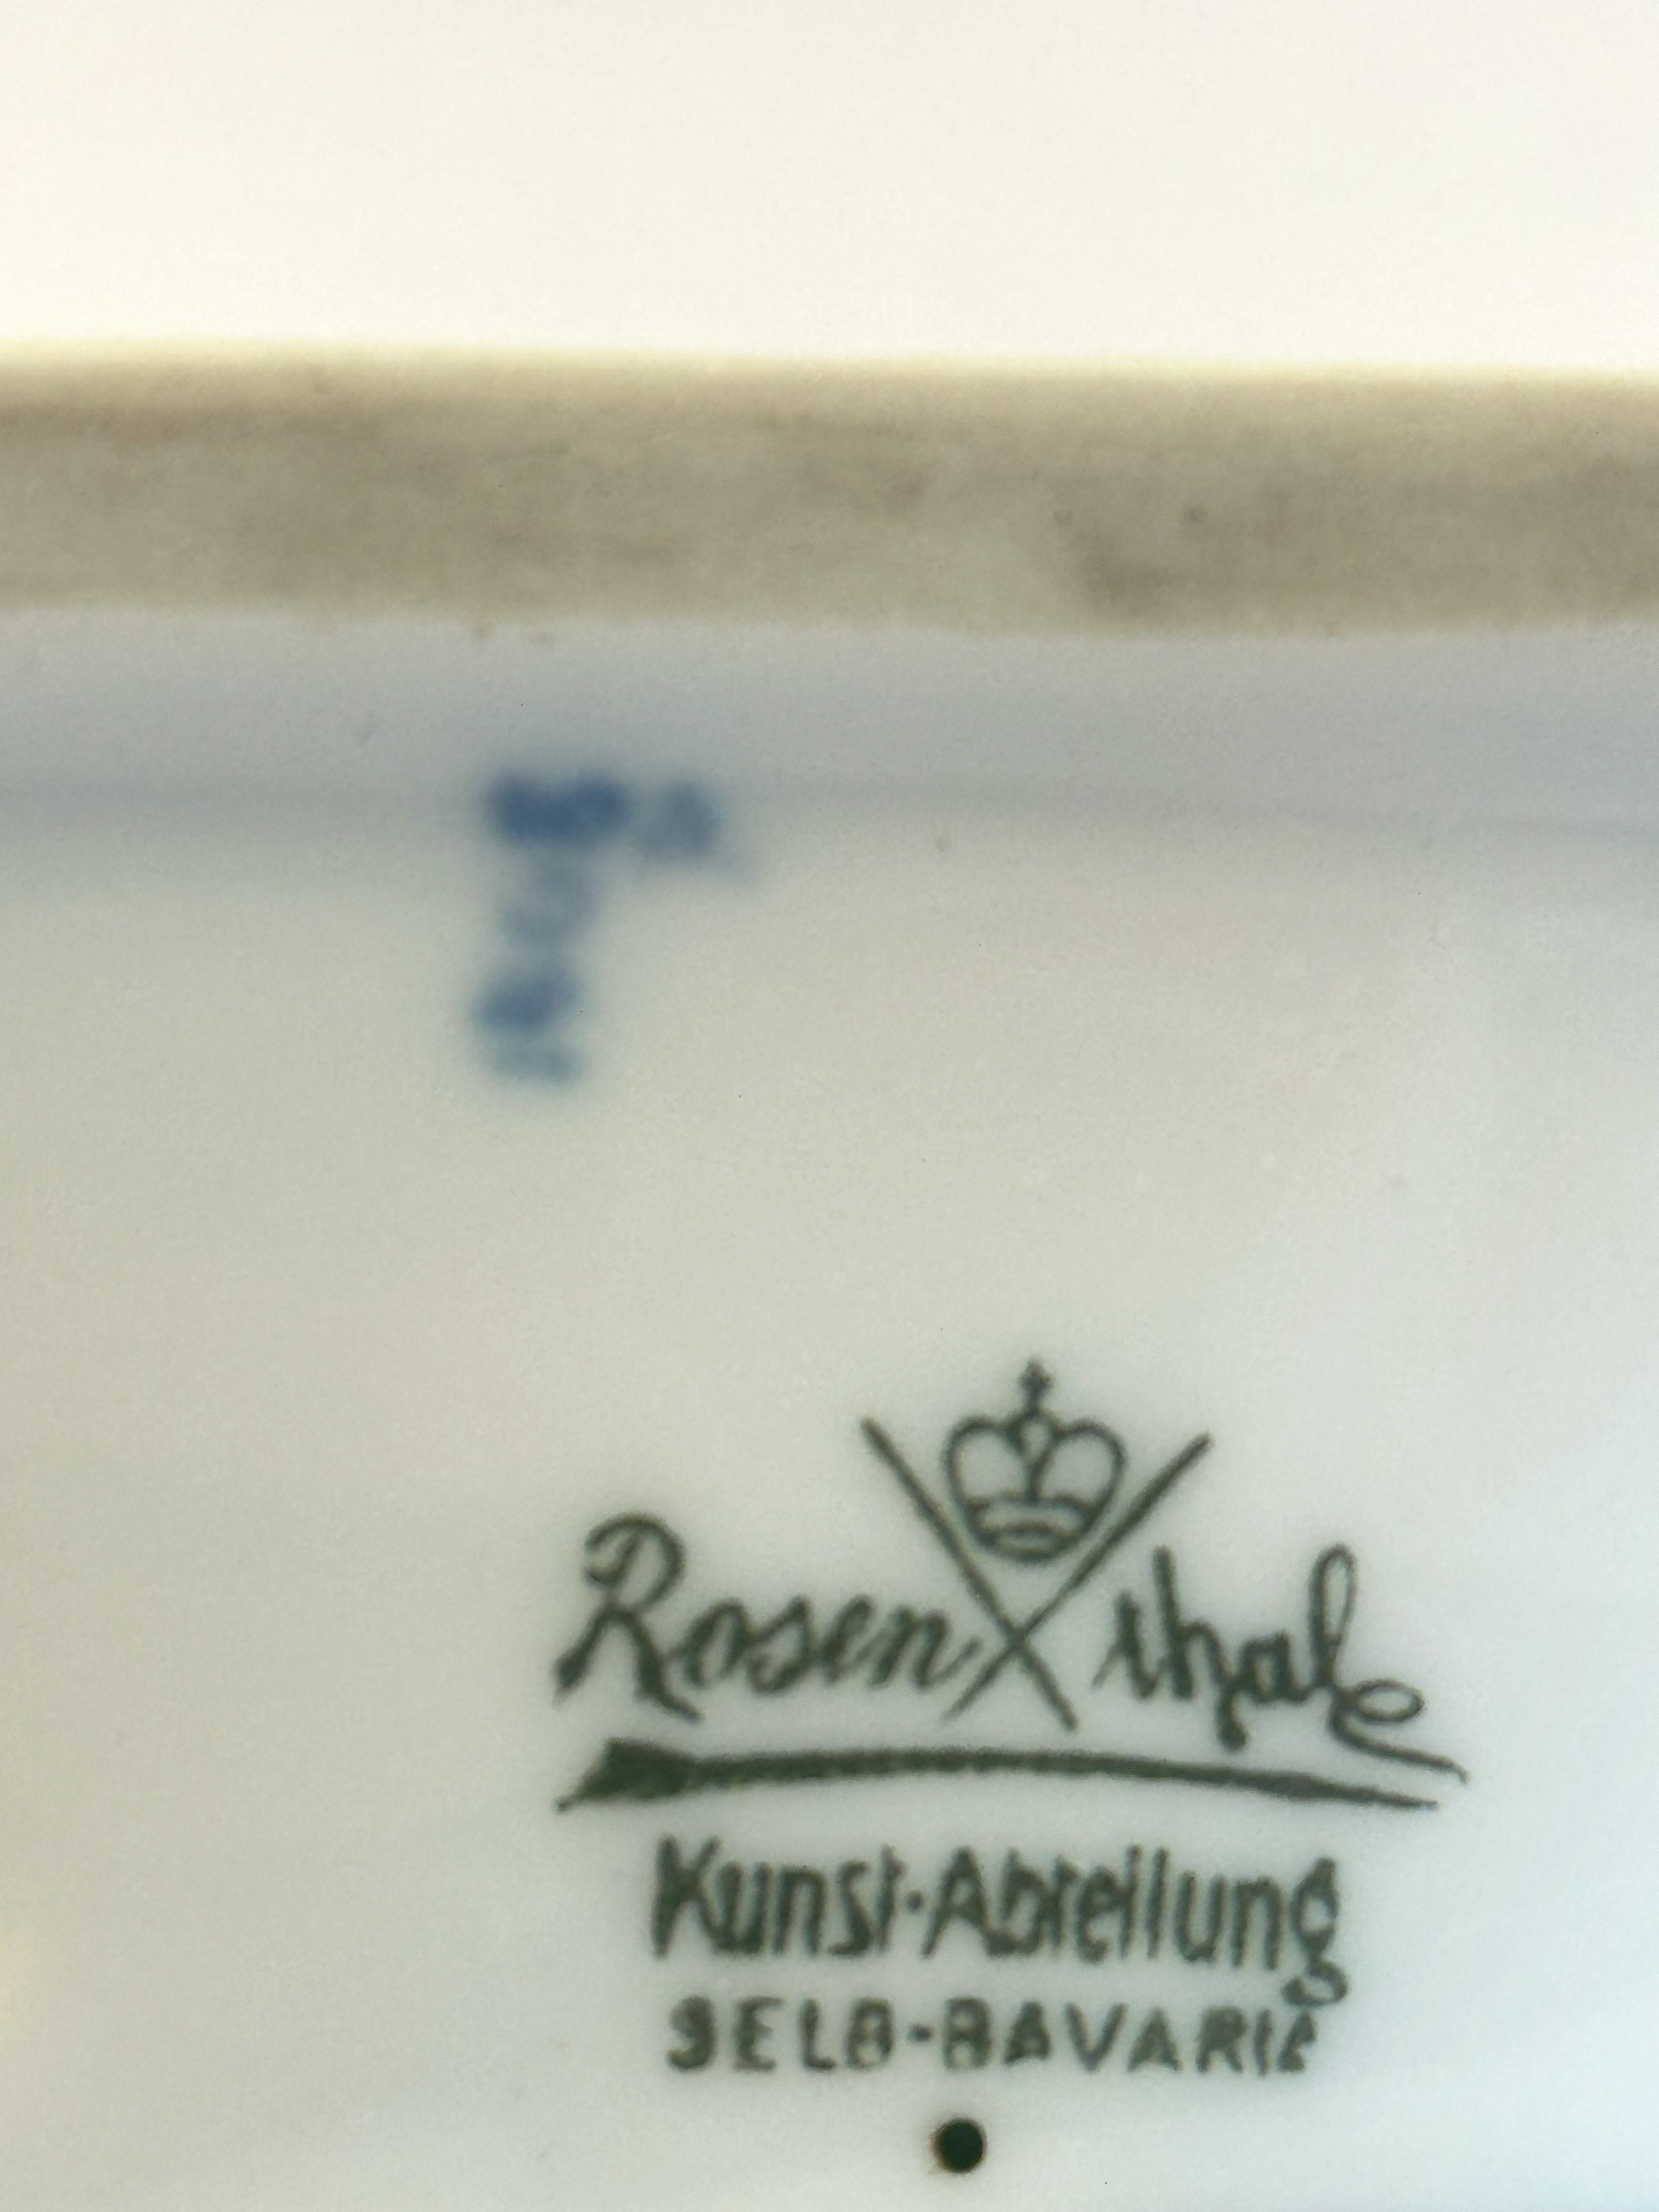 Rosenthal
Kunst-Abteilung
SELB-BAVARIA